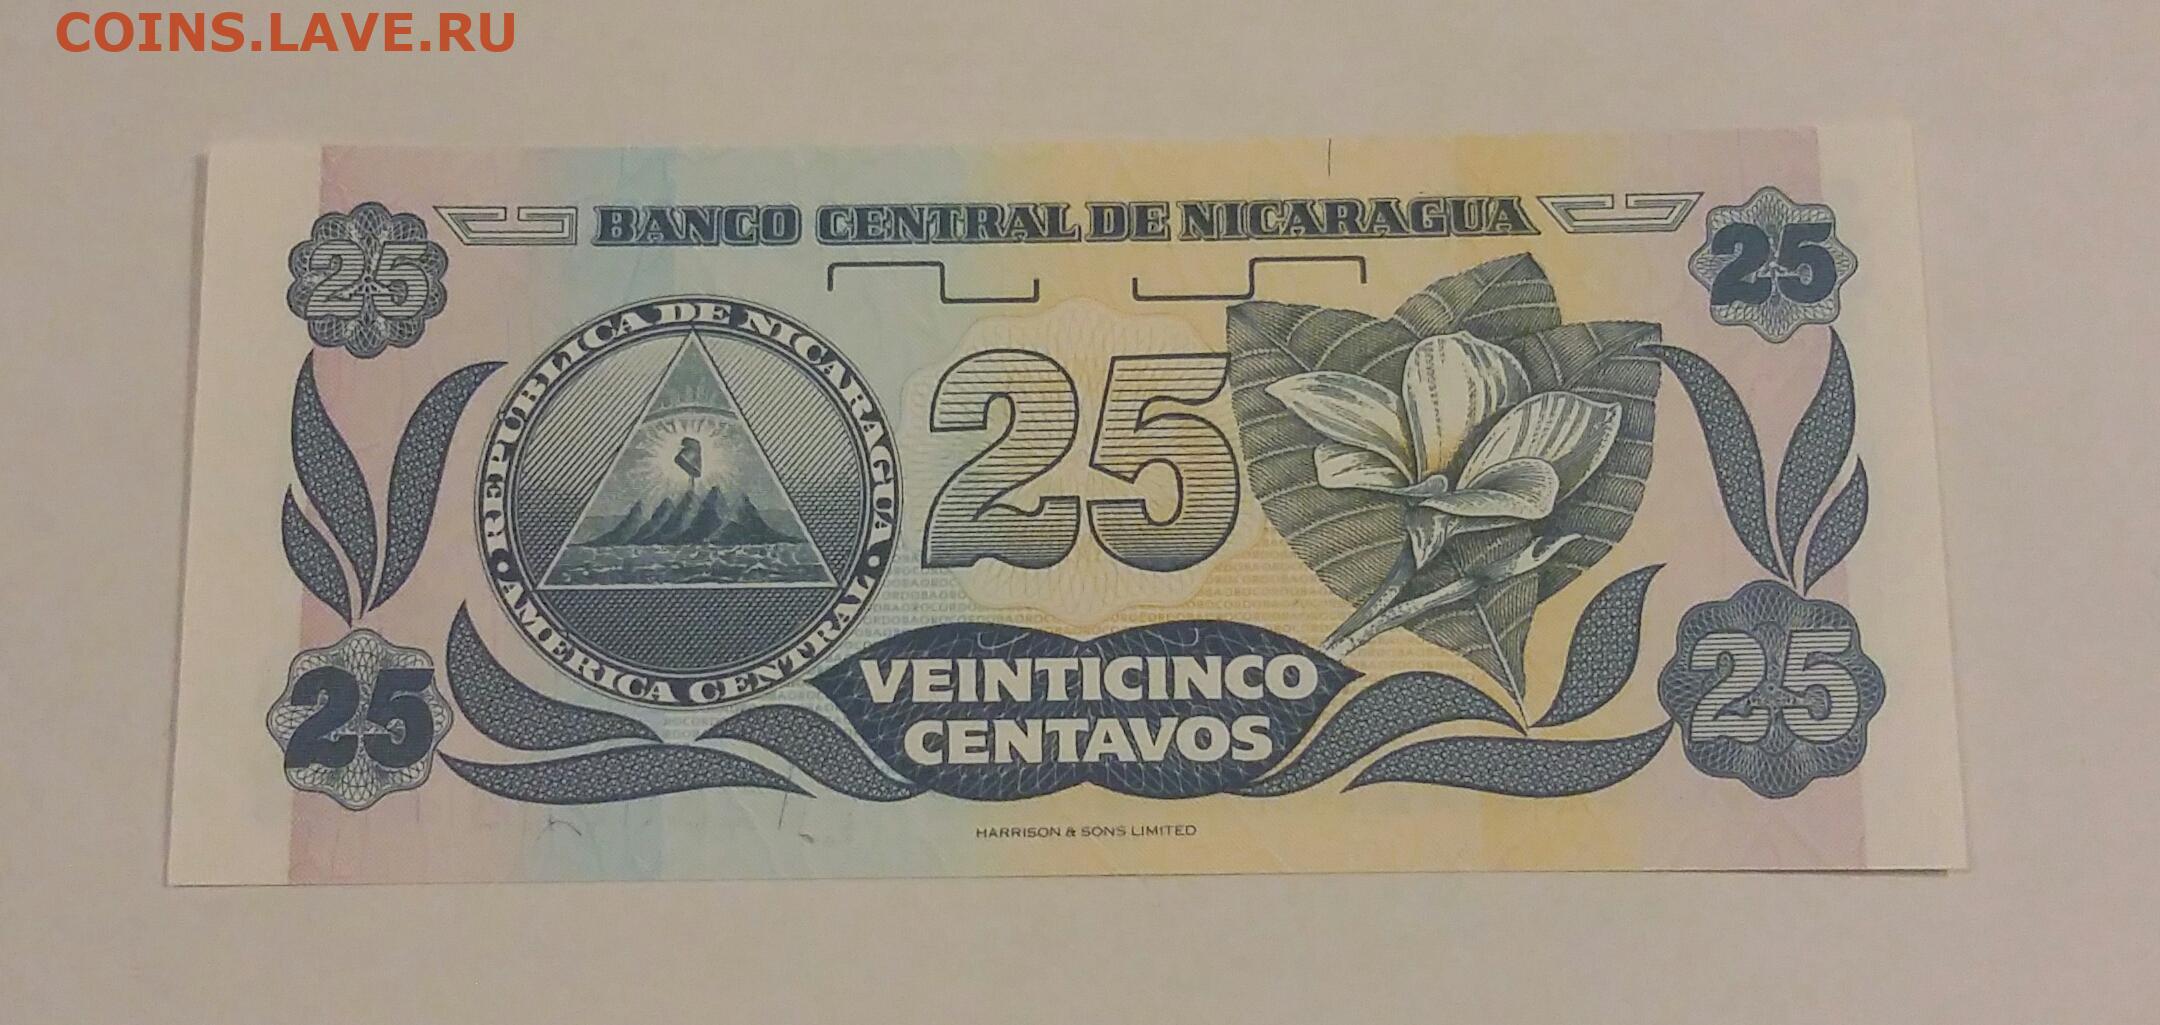 COINS.LAVE.RU
BANCO CENTRAL DE NICARAGUA
25
25
REPÚBLICA DE NICARAGUA
AMERICA CENTRAL
25
VEINTICINCO
CENTAVOS
25
25
HARRISON & SONS LIMITED